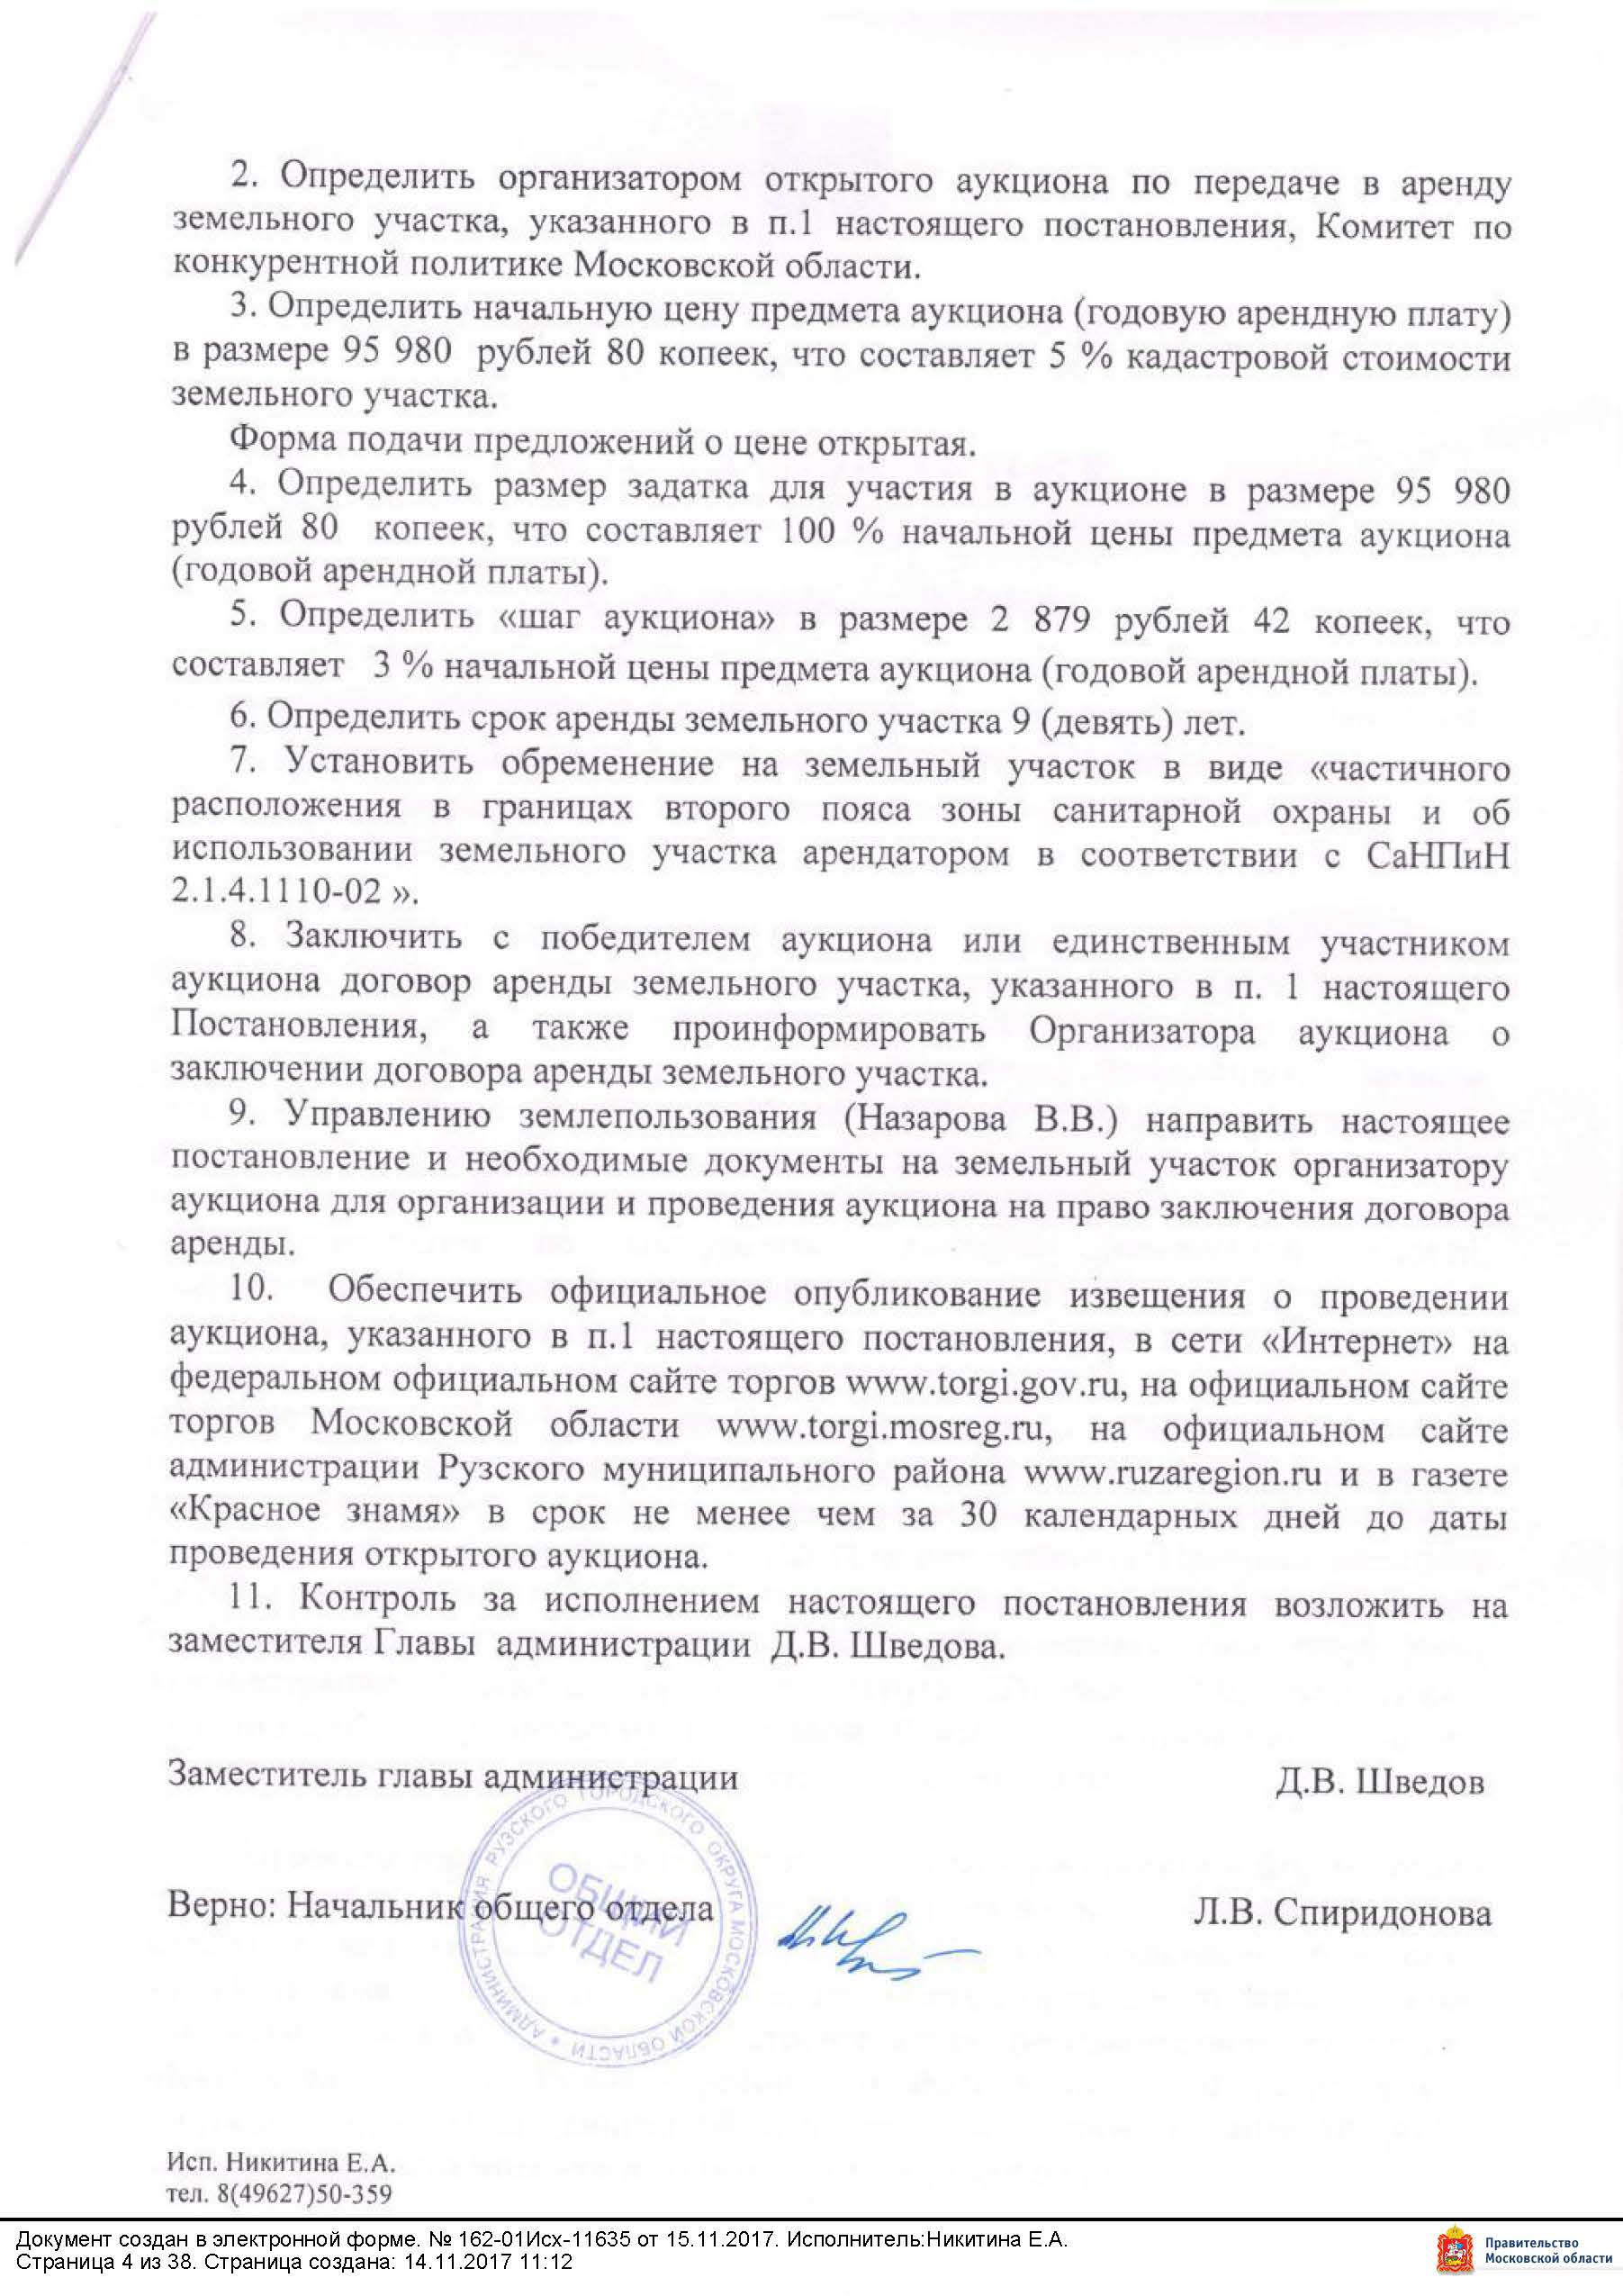 2. Определить организатором открытого аукциона по передаче в аренду
земельного участка, указанного в п.1 настоящего постановления, Комитет по
конкурентной политике Московской области.
3. Определить начальную цену предмета аукциона (годовую арендную плату)
в размере 95 980 рублей 80 копеек, что составляет 5 % кадастровой стоимости
земельного участка.
Форма подачи предложений о цене открытая.
4. Определить размер задатка для участия в аукционе в размере 95 980
рублей 80 копеек, что составляет 100 % начальной цены предмета аукциона
(годовой арендной платы).
5. Определить «шаг аукциона» в размере 2 879 рублей 42 копеек, что
составляет 3 % начальной цены предмета аукциона (годовой арендной платы).
6. Определить срок аренды земельного участка 9 (девять) лет.
7. Установить обременение на земельный участок в виде «частичного
расположения в границах второго пояса зоны санитарной охраны и об
использовании земельного участка арендатором в соответствии с СаНПиН
2.1.4.1110-02 ».
8. Заключить с победителем аукциона или единственным участником
аукциона договор аренды земельного участка, указанного в п. 1 настоящего
Постановления, а также проинформировать Организатора аукциона о
заключении договора аренды земельного участка.
9. Управлению землепользования (Назарова В.В.) направить настоящее
постановление и необходимые документы на земельный участок организатору
аукциона для организации и проведения аукциона на право заключения договора
аренды.
10. Обеспечить официальное опубликование извещения о проведении
аукциона, указанного в п.1 настоящего постановления, в сети «Интернет» на
федеральном официальном сайте торгов www.torgi.gov.ru, на официальном сайте
торгов Московской области www.torgi.mosreg.ru, на официальном сайте
администрации Рузского муниципального района www.ruzaregion.ru и в газете
«Красное знамя» в срок не менее чем за 30 календарных дней до даты
проведения открытого аукциона.
11. Контроль за исполнением настоящего постановления возложить на
заместителя Главы администрации Д.В. Шведова.
Заместитель главы администрации Д.В. Шведов
Верно: Начальник общего отдела Л.В. Спиридонова
АДМИНИСТРАЦИЯ РУЗСКОГО ГОРОДСКОГО ОКРУГА МОСКОВСКОЙ ОБЛАСТИ *
ОБЩИЙ
ОТДЕЛ
Исп. Никитина Е.А.
тел. 8(49627)50-359
Документ создан в электронной форме. № 162-01Исх-11635 от 15.11.2017. Исполнитель:Никитина Е.А.
Страница 4 из 38. Страница создана: 14.11.2017 11:12
Правительство
Московской области